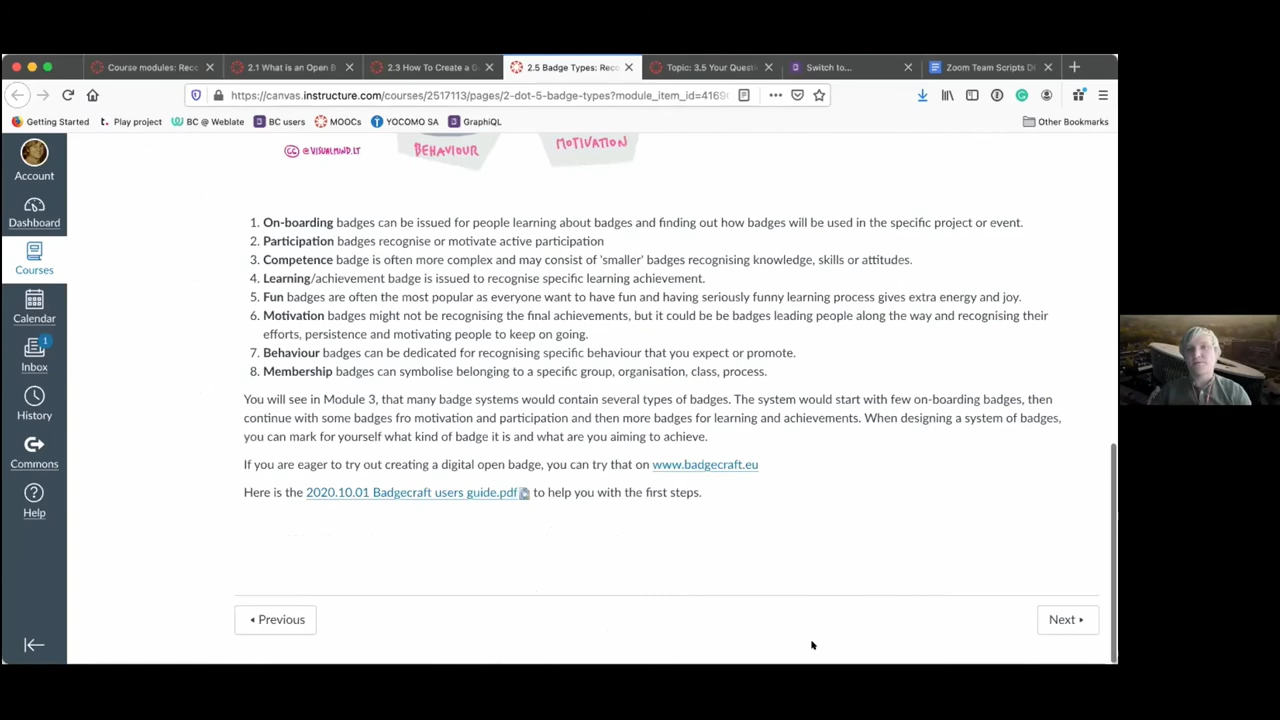 Course modules: Rec
2.1 What is an Open B
2.3 How To Create a G
2.5 Badge Types: Reco
Topic: 3.5 Your Questi
Switch to...
Zoom Team Scripts D
https://canvas.instructure.com/courses/2517113/pages/2-dot-5-badge-types?module_item_id=4169
Getting Started
Play project
BC @ Weblate
BC users
MOOCs
YOCOMO SA
GraphiQL
Other Bookmarks
Account
Dashboard
Courses
Calendar
1
Inbox
History
Commons
Help
CC @VISUALMIND.LT
BEHAVIOUR
MOTIVATION
1. On-boarding badges can be issued for people learning about badges and finding out how badges will be used in the specific project or event.
2. Participation badges recognise or motivate active participation
3. Competence badge is often more complex and may consist of 'smaller' badges recognising knowledge, skills or attitudes.
4. Learning/achievement badge is issued to recognise specific learning achievement.
5. Fun badges are often the most popular as everyone want to have fun and having seriously funny learning process gives extra energy and joy.
6. Motivation badges might not be recognising the final achievements, but it could be be badges leading people along the way and recognising their
efforts, persistence and motivating people to keep on going.
7. Behaviour badges can be dedicated for recognising specific behaviour that you expect or promote.
8. Membership badges can symbolise belonging to a specific group, organisation, class, process.
You will see in Module 3, that many badge systems would contain several types of badges. The system would start with few on-boarding badges, then
continue with some badges fro motivation and participation and then more badges for learning and achievements. When designing a system of badges,
you can mark for yourself what kind of badge it is and what are you aiming to achieve.
If you are eager to try out creating a digital open badge, you can try that on www.badgecraft.eu
Here is the 2020.10.01 Badgecraft users guide.pdf to help you with the first steps.
Previous
Next